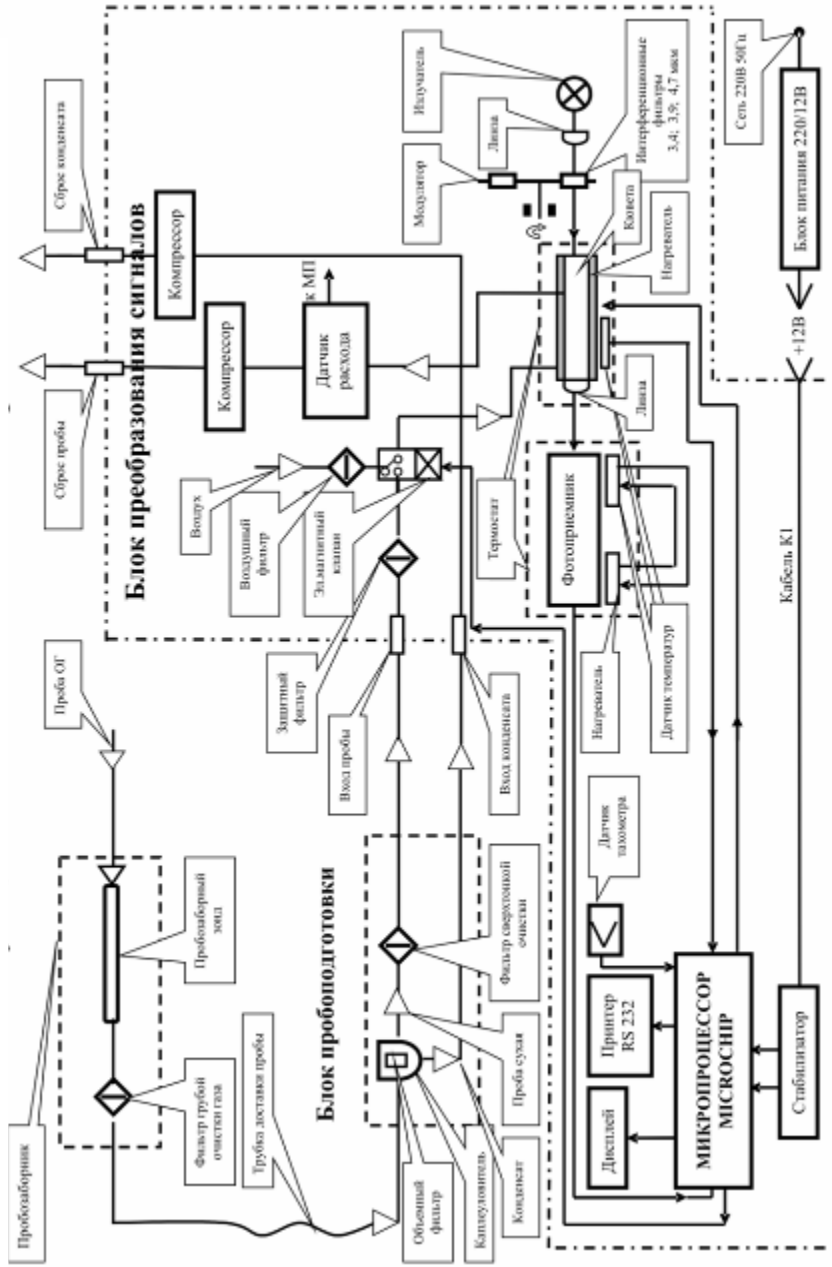 Пробозаборник
Фильтр грубой
очистки газа
Пробозаборный
зонд
Проба ОГ
Трубка доставки пробы
Блок пробоподготовки
Объемный
фильтр
Каплеуловитель
Конденсат
Проба сухая
Фильтр сверхтонкой
очистки
Вход пробы
Вход конденсата
Защитный
фильтр
Блок преобразования сигналов
Сброс пробы
Сброс конденсата
Воздух
Воздушный
фильтр
Эл.магнитный
клапан
Компрессор
Компрессор
Датчик
расхода
к МП
Модулятор
Излучатель
Линза
Интерференционные
фильтры
3,4; 3,9; 4,7 мкм
Кювета
Нагреватель
Термостат
Фотоприемник
Линза
Нагреватель
Датчик температур
Датчик
тахометра
Принтер
RS 232
Дисплей
МИКРОПРОЦЕССОР
MICROCHIP
Стабилизатор
Кабель К1
+12В
Блок питания 220/12В
Сеть 220В 50Гц